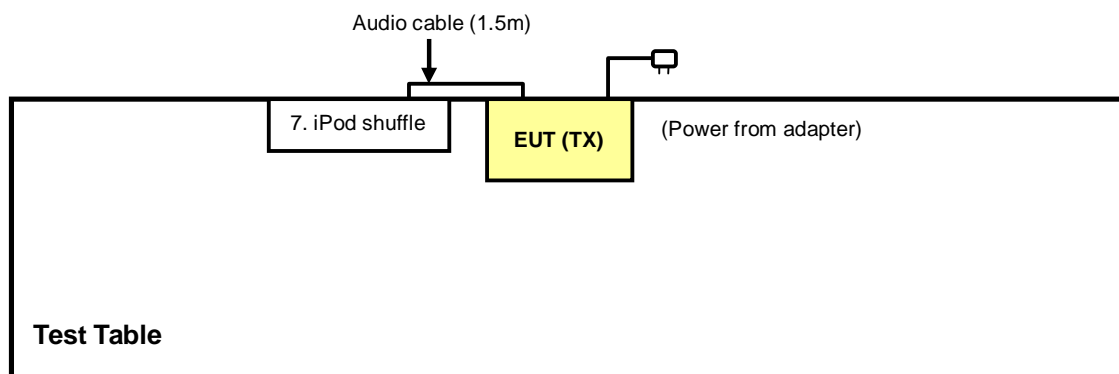 Audio cable (1.5m)
7. iPod shuffle
EUT (TX)
(Power from adapter)
Test Table